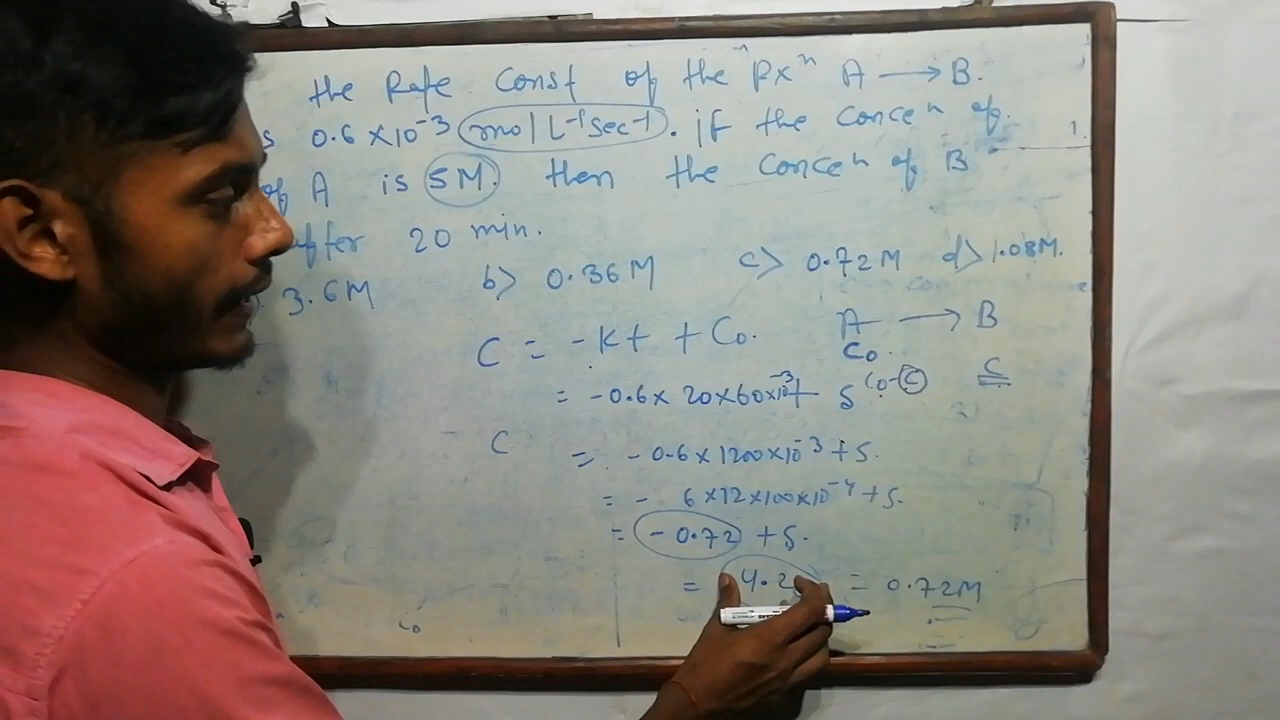 the Rate Const of the Rxⁿ A → B.
s 0.6 × 10⁻³ mol L⁻¹ sec⁻¹. if the conceⁿ of
of A is 5M. then the conceⁿ of B
after 20 min.
3.6M b> 0.36M c> 0.72M d> 1.08M.
C = -Kt + C₀. A → B
C₀.
= -0.6 × 20 × 60 × 10⁻³ + 5 C₀-C C
C = -0.6 × 1200 × 10⁻³ + 5.
= - 6 × 12 × 100 × 10⁻⁴ + 5.
= -0.72 + 5.
= 4.2 = 0.72M